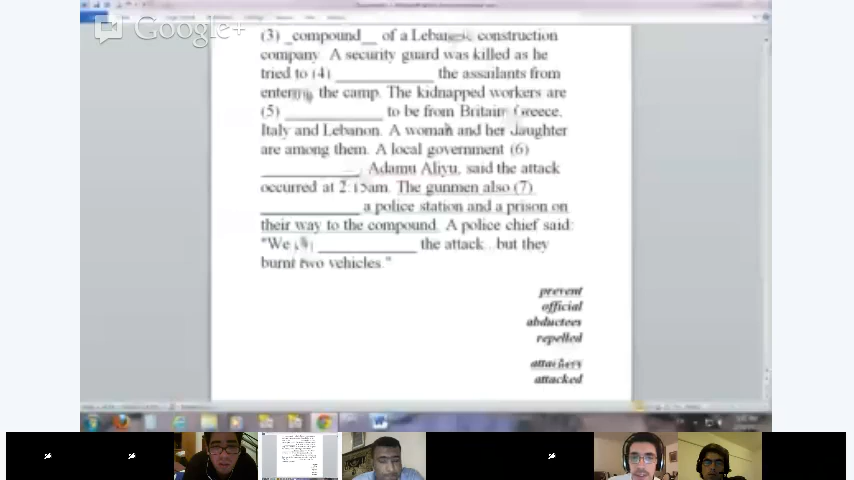 Google+
(3) _compound__ of a Lebanese construction
company. A security guard was killed as he
tried to (4) ____________ the assailants from
entering the camp. The kidnapped workers are
(5) ____________ to be from Britain, Greece,
Italy and Lebanon. A woman and her daughter
are among them. A local government (6)
____________, Adamu Aliyu, said the attack
occurred at 2:15am. The gunmen also (7)
____________ a police station and a prison on
their way to the compound. A police chief said:
"We ____________ the attack...but they
burnt two vehicles."
prevent
official
abductees
repelled
attacked